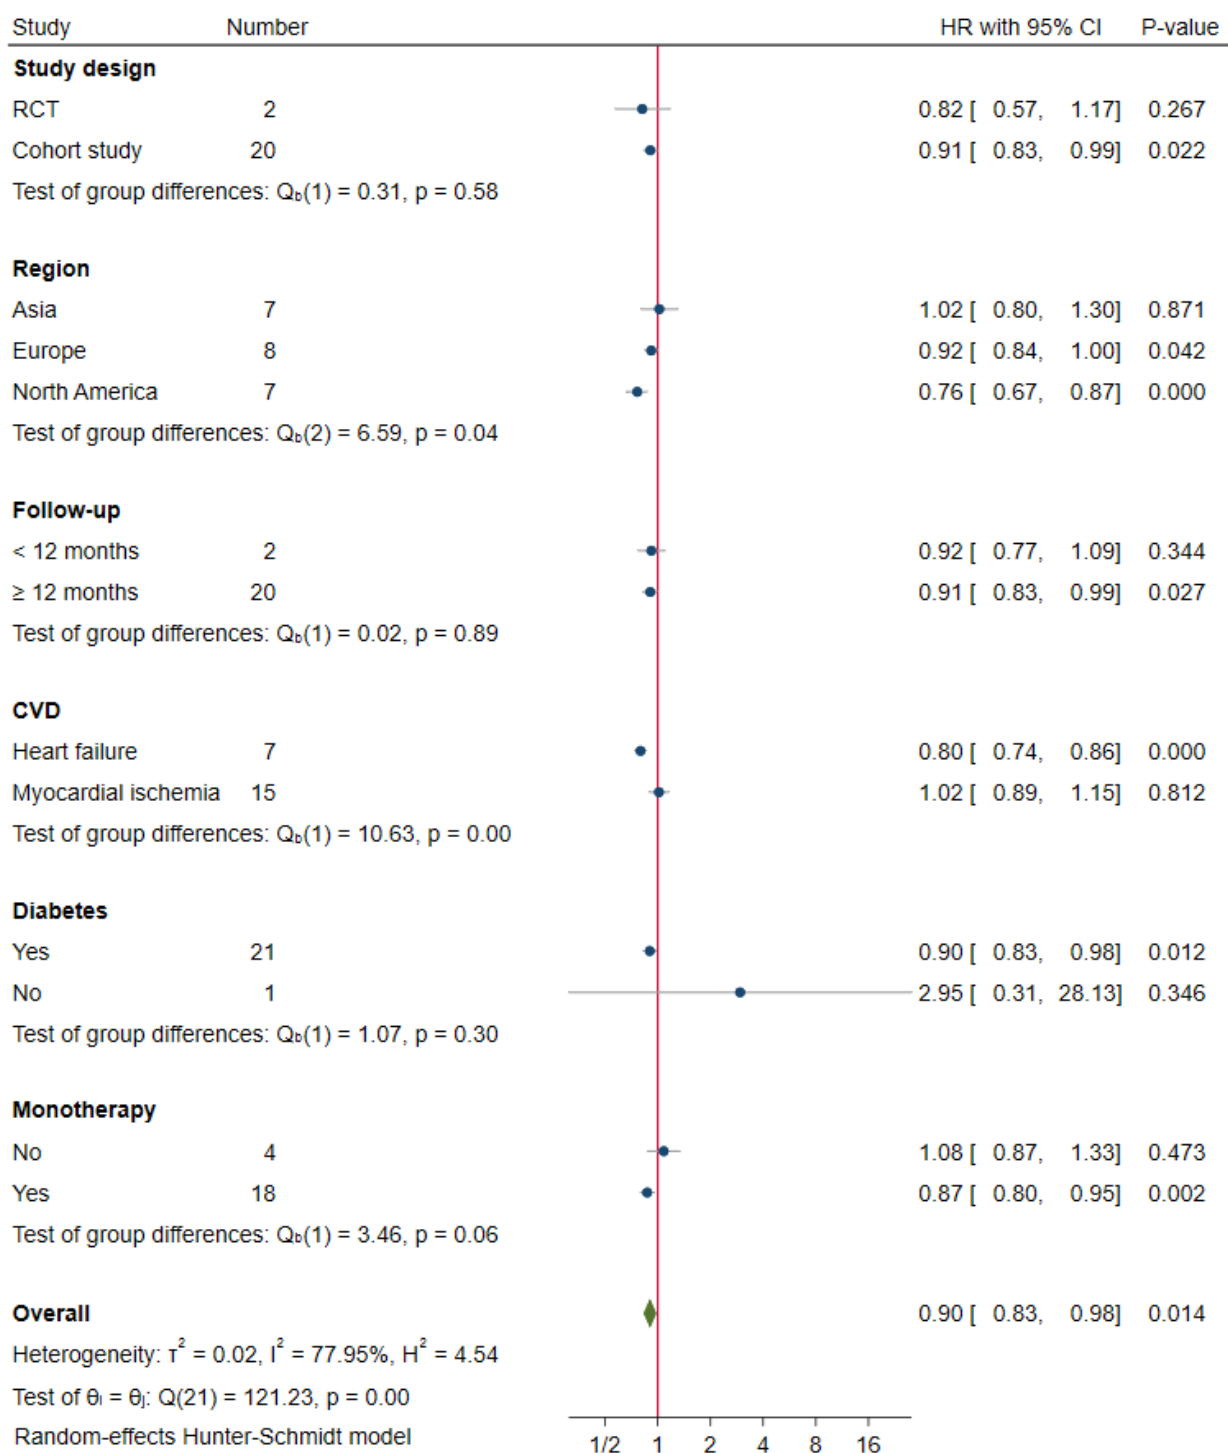 Study Number HR with 95% CI P-value
Study design
RCT 2 0.82 [ 0.57, 1.17] 0.267
Cohort study 20 0.91 [ 0.83, 0.99] 0.022
Test of group differences: Q_b(1) = 0.31, p = 0.58
Region
Asia 7 1.02 [ 0.80, 1.30] 0.871
Europe 8 0.92 [ 0.84, 1.00] 0.042
North America 7 0.76 [ 0.67, 0.87] 0.000
Test of group differences: Q_b(2) = 6.59, p = 0.04
Follow-up
< 12 months 2 0.92 [ 0.77, 1.09] 0.344
≥ 12 months 20 0.91 [ 0.83, 0.99] 0.027
Test of group differences: Q_b(1) = 0.02, p = 0.89
CVD
Heart failure 7 0.80 [ 0.74, 0.86] 0.000
Myocardial ischemia 15 1.02 [ 0.89, 1.15] 0.812
Test of group differences: Q_b(1) = 10.63, p = 0.00
Diabetes
Yes 21 0.90 [ 0.83, 0.98] 0.012
No 1 2.95 [ 0.31, 28.13] 0.346
Test of group differences: Q_b(1) = 1.07, p = 0.30
Monotherapy
No 4 1.08 [ 0.87, 1.33] 0.473
Yes 18 0.87 [ 0.80, 0.95] 0.002
Test of group differences: Q_b(1) = 3.46, p = 0.06
Overall 0.90 [ 0.83, 0.98] 0.014
Heterogeneity: τ² = 0.02, I² = 77.95%, H² = 4.54
Test of θᵢ = θⱼ: Q(21) = 121.23, p = 0.00
Random-effects Hunter-Schmidt model
1/2 1 2 4 8 16